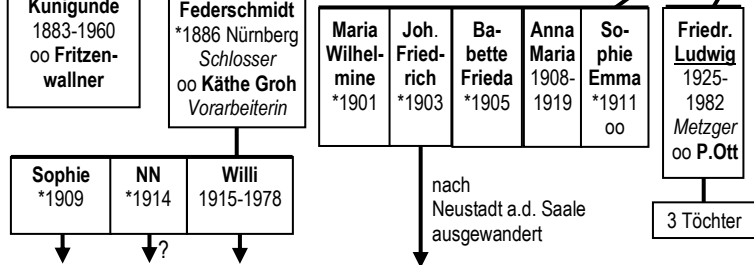 Kunigunde
1883-1960
oo Fritzen-
wallner
Federschmidt
*1886 Nürnberg
Schlosser
oo Käthe Groh
Vorarbeiterin
Maria
Wilhel-
mine
*1901
Joh.
Fried-
rich
*1903
Ba-
bette
Frieda
*1905
Anna
Maria
1908-
1919
So-
phie
Emma
*1911
oo
Friedr.
Ludwig
1925-
1982
Metzger
oo P.Ott
Sophie
*1909
NN
*1914
Willi
1915-1978
?
nach
Neustadt a.d. Saale
ausgewandert
3 Töchter